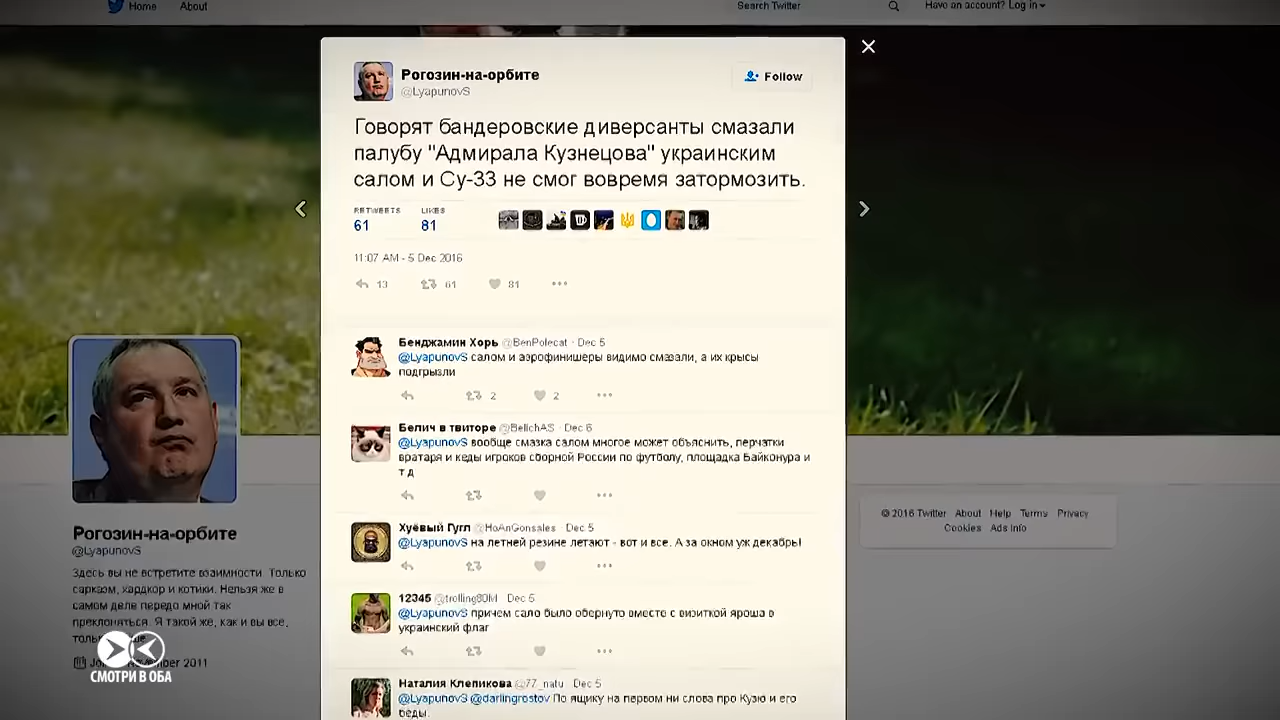 Home About
Search Twitter
Have an account? Log in
Рогозин-на-орбите
@LyapunovS
Follow
Говорят бандеровские диверсанты смазали
палубу "Адмирала Кузнецова" украинским
салом и Су-33 не смог вовремя затормозить.
RETWEETS LIKES
61 81
11:07 AM - 5 Dec 2016
13 61 81
Бенджамин Хорь @BenPolecat · Dec 5
@LyapunovS салом и аэрофинишеры видимо смазали, а их крысы
подгрызли
2 2
Белич в твиторе @BelichAS · Dec 6
@LyapunovS вообще смазка салом многое может объяснить, перчатки
вратаря и кеды игроков сборной России по футболу, площадка Байконура и
т д
Хуёвый Гугл @HoAnGonsales · Dec 5
@LyapunovS на летней резине летают - вот и все. А за окном уж декабрь!
12345 @trolling80M · Dec 5
@LyapunovS причем сало было обернуто вместе с визиткой яроша в
украинский флаг
Наталия Клепикова @77_natu · Dec 5
@LyapunovS @darlingrostov По ящику на первом ни слова про Кузю и его
беды.
Рогозин-на-орбите
@LyapunovS
Здесь вы не встретите взаимности. Только
сарказм, хардкор и котики. Нельзя же в
самом деле передо мной так
преклоняться. Я такой же, как и вы все,
2011
СМОТРИ В ОБА
© 2016 Twitter About Help Terms Privacy
Cookies Ads info